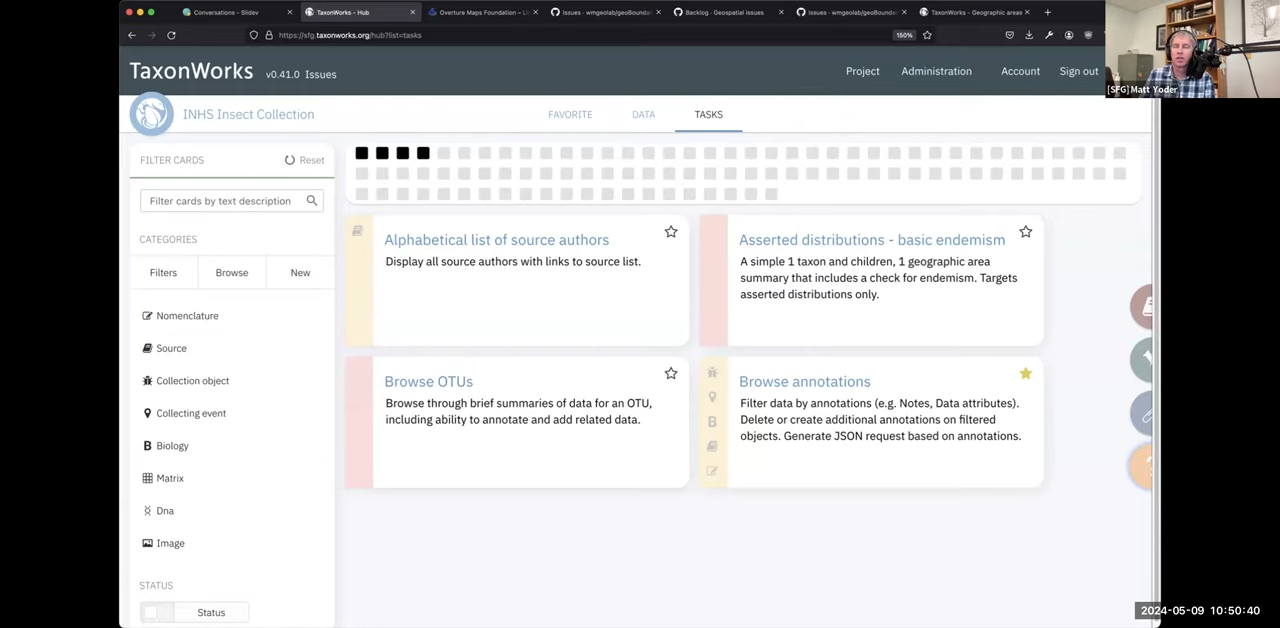 Conversations - Slidev
TaxonWorks - Hub
Overture Maps Foundation – Li
Issues · wmgeolab/geoBounda
Backlog · Geospatial issues
Issues · wmgeolab/geoBounda
TaxonWorks - Geographic areas
https://sfg.taxonworks.org/hub?list=tasks
150%
TaxonWorks v0.41.0 Issues
Project
Administration
Account
Sign out
[SFG] Matt Yoder
INHS Insect Collection
FAVORITE
DATA
TASKS
FILTER CARDS
Reset
Filter cards by text description
CATEGORIES
Filters
Browse
New
Nomenclature
Source
Collection object
Collecting event
B Biology
Matrix
Dna
Image
STATUS
Status
Alphabetical list of source authors
Display all source authors with links to source list.
Asserted distributions - basic endemism
A simple 1 taxon and children, 1 geographic area
summary that includes a check for endemism. Targets
asserted distributions only.
Browse OTUs
Browse through brief summaries of data for an OTU,
including ability to annotate and add related data.
B
Browse annotations
Filter data by annotations (e.g. Notes, Data attributes).
Delete or create additional annotations on filtered
objects. Generate JSON request based on annotations.
2024-05-09 10:50:40